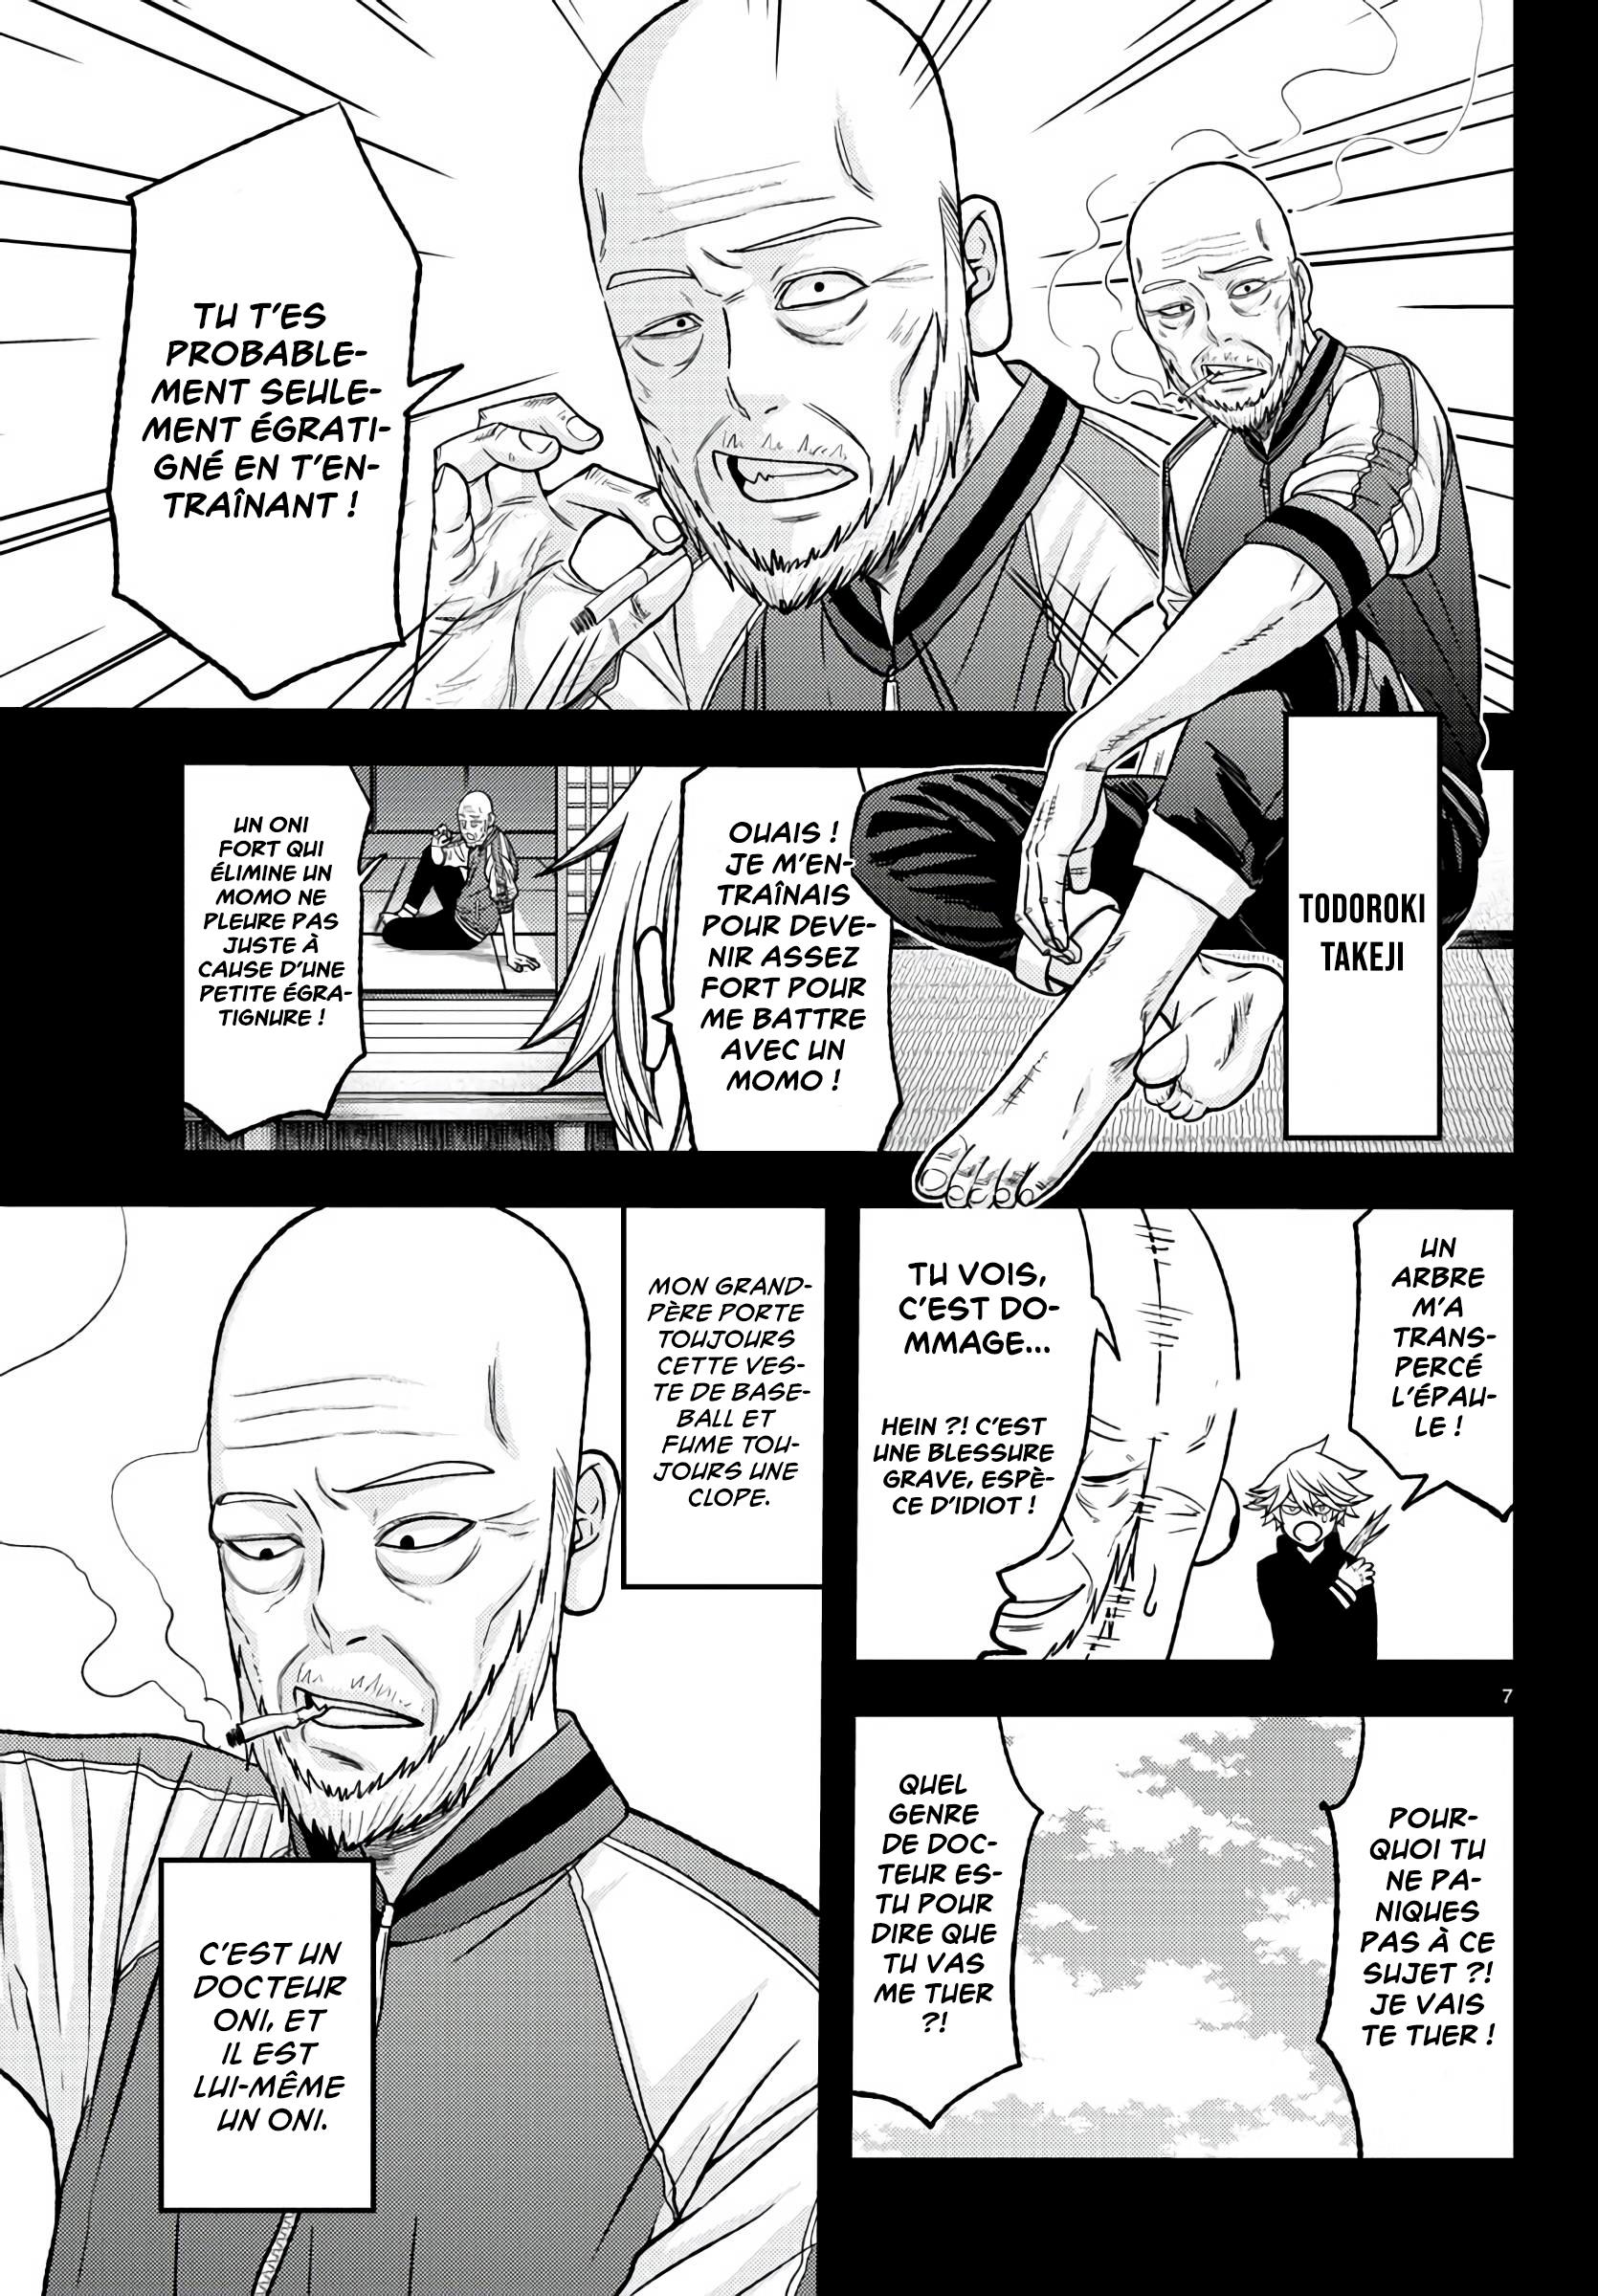 TU T'ES
PROBABLE-
MENT SEULE-
MENT ÉGRATI-
GNÉ EN T'EN-
TRAÎNANT !
TODOROKI
TAKEJI
OUAIS !
JE M'EN-
TRAÎNAIS
POUR DEVE-
NIR ASSEZ
FORT POUR
ME BATTRE
AVEC UN
MOMO !
UN ONI
FORT QUI
ÉLIMINE UN
MOMO NE
PLEURE PAS
JUSTE À
CAUSE D'UNE
PETITE ÉGRA-
TIGNURE !
UN
ARBRE
M'A
TRANS-
PERCÉ
L'ÉPAU-
LE !
TU VOIS,
C'EST DO-
MMAGE...
HEIN ?! C'EST
UNE BLESSURE
GRAVE, ESPÈ-
CE D'IDIOT !
7
POUR-
QUOI TU
NE PA-
NIQUES
PAS À CE
SUJET ?!
JE VAIS
TE TUER !
QUEL
GENRE
DE DOC-
TEUR ES-
TU POUR
DIRE QUE
TU VAS
ME TUER
?!
MON GRAND-
PÈRE PORTE
TOUJOURS
CETTE VES-
TE DE BASE-
BALL ET
FUME TOU-
JOURS UNE
CLOPE.
C'EST UN
DOCTEUR
ONI, ET
IL EST
LUI-MÊME
UN ONI.